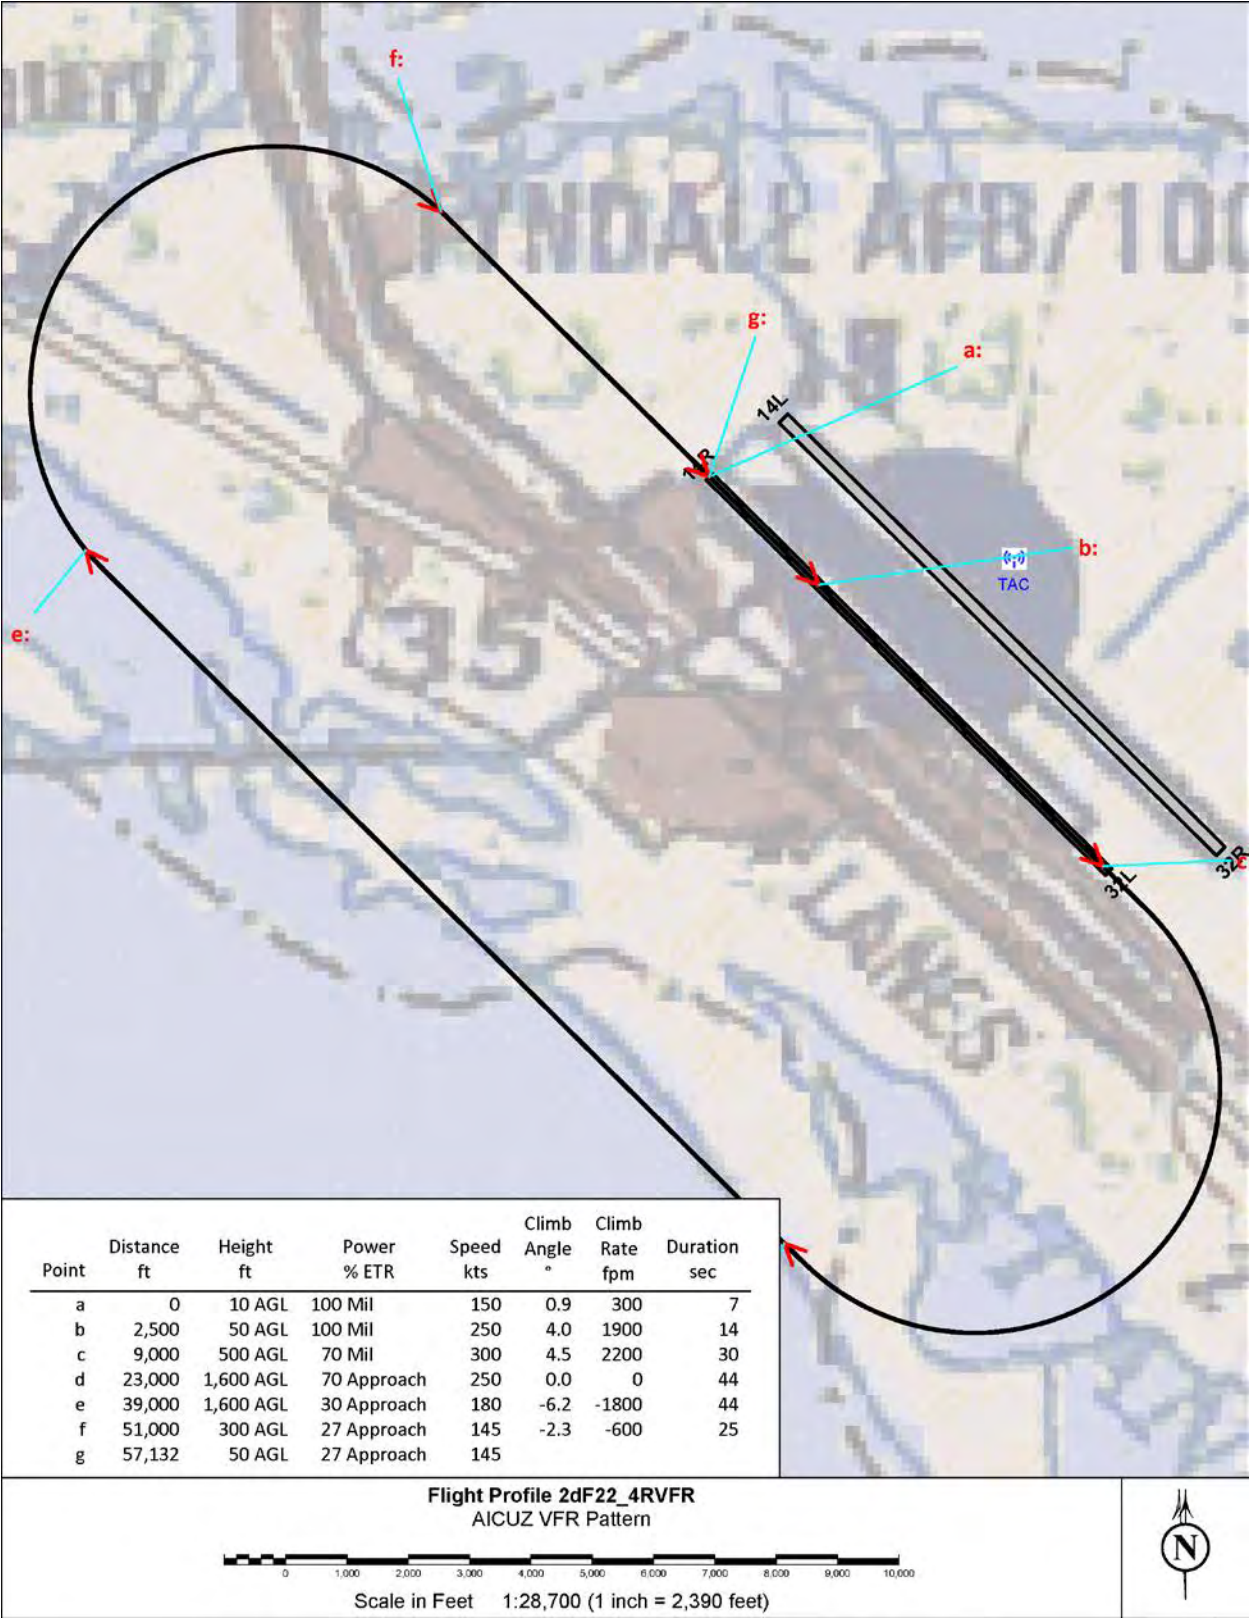 f:
TYNDALL AFB/100
g:
a:
14L
b:
TAC
35
e:
32R
c
32L
LAKES
Climb Climb
Distance Height Power Speed Angle Rate Duration
Point ft ft % ETR kts ° fpm sec
a 0 10 AGL 100 Mil 150 0.9 300 7
b 2,500 50 AGL 100 Mil 250 4.0 1900 14
c 9,000 500 AGL 70 Mil 300 4.5 2200 30
d 23,000 1,600 AGL 70 Approach 250 0.0 0 44
e 39,000 1,600 AGL 30 Approach 180 -6.2 -1800 44
f 51,000 300 AGL 27 Approach 145 -2.3 -600 25
g 57,132 50 AGL 27 Approach 145
Flight Profile 2dF22_4RVFR
AICUZ VFR Pattern
0 1,000 2,000 3,000 4,000 5,000 6,000 7,000 8,000 9,000 10,000
Scale in Feet 1:28,700 (1 inch = 2,390 feet)
N